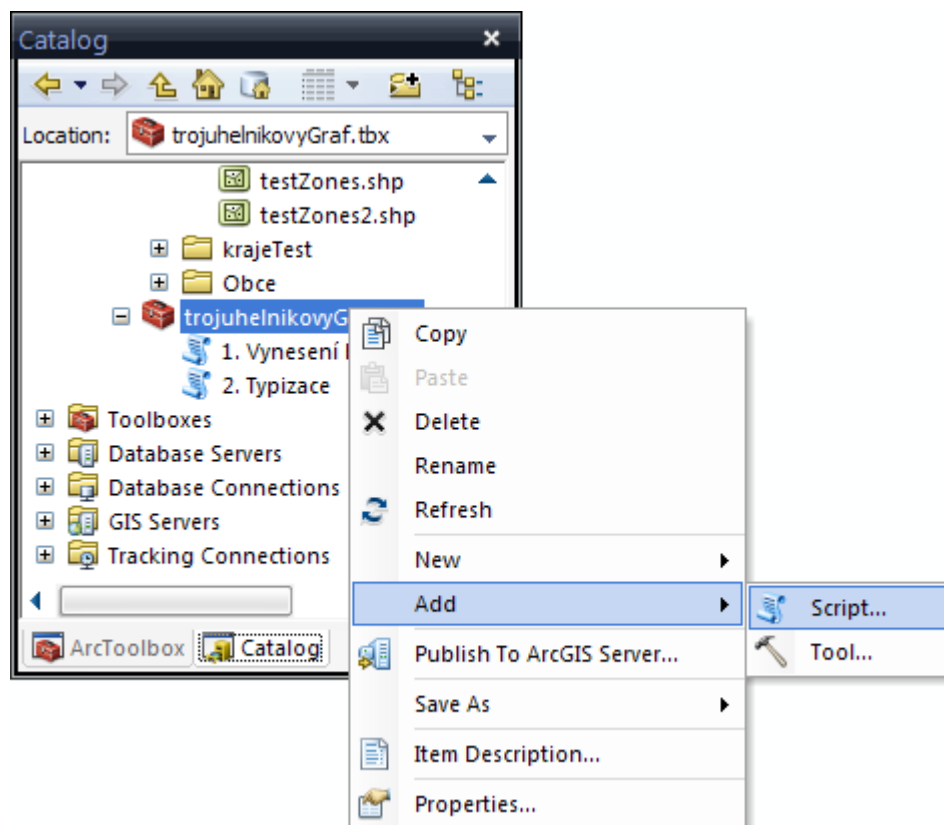 Catalog
Location: trojuhelnikovyGraf.tbx
testZones.shp
testZones2.shp
krajeTest
Obce
trojuhelnikovyG
1. Vynesení
2. Typizace
Toolboxes
Database Servers
Database Connections
GIS Servers
Tracking Connections
ArcToolbox Catalog
Copy
Paste
Delete
Rename
Refresh
New
Add
Publish To ArcGIS Server...
Save As
Item Description...
Properties...
Script...
Tool...